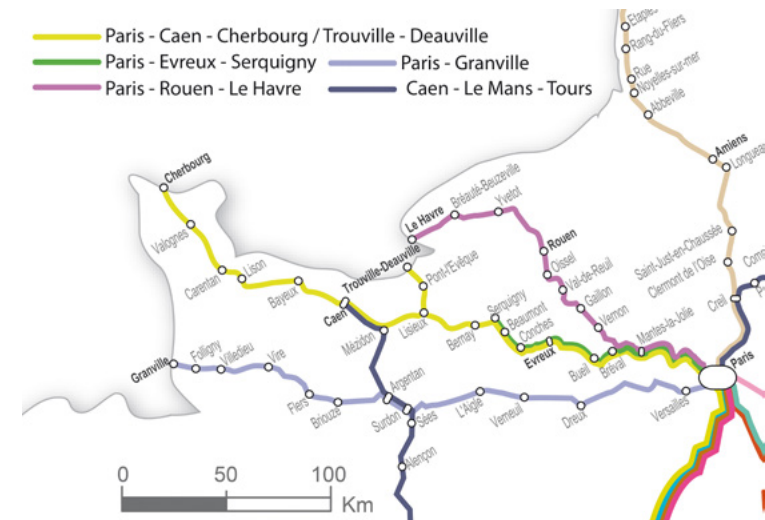 Paris - Caen - Cherbourg / Trouville - Deauville
Paris - Evreux - Serquigny
Paris - Granville
Paris - Rouen - Le Havre
Caen - Le Mans - Tours
Etaples
Rang-du-Fliers
Rue
Noyelles-sur-mer
Abbeville
Amiens
Longueau
Cherbourg
Valognes
Carentan
Lison
Bayeux
Caen
Trouville-Deauville
Pont-l'Evêque
Lisieux
Mézidon
Le Havre
Bréauté-Beuzeville
Yvetot
Rouen
Oissel
Val-de-Reuil
Gaillon
Vernon
Mantes-la-Jolie
Saint-Just-en-Chaussée
Clermont de l'Oise
Creil
Serquigny
Beaumont
Conches
Bernay
Evreux
Bueil
Bréval
Paris
Granville
Folligny
Villedieu
Vire
Flers
Briouze
Argentan
Surdon
Sées
Alençon
L'Aigle
Verneuil
Dreux
Versailles
0 50 100
Km